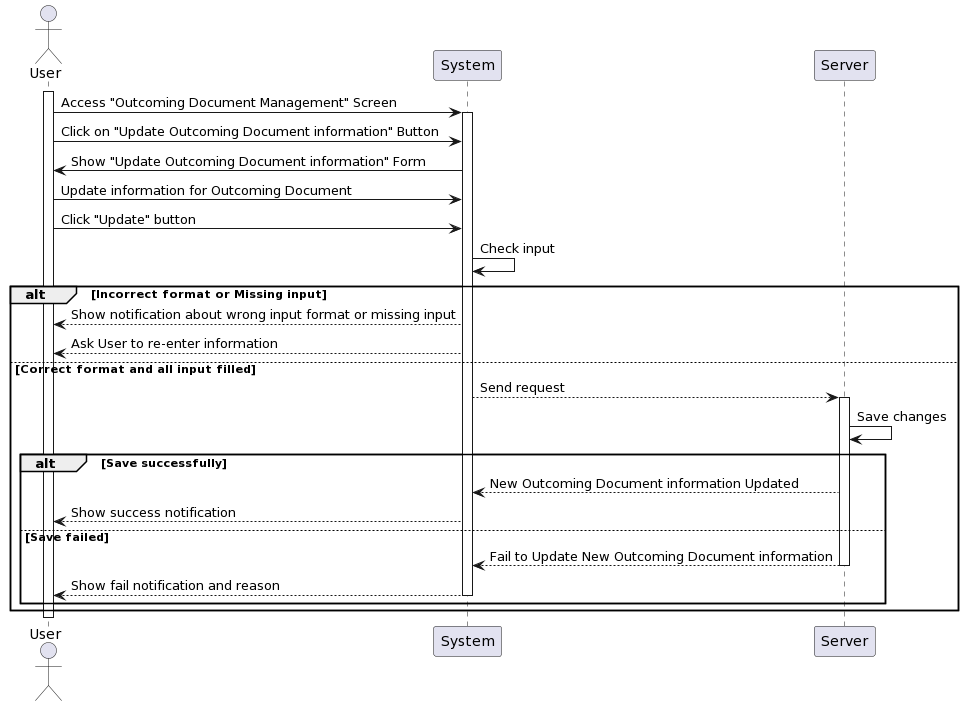 User
System
Server
Access "Outcoming Document Management" Screen
Click on "Update Outcoming Document information" Button
Show "Update Outcoming Document information" Form
Update information for Outcoming Document
Click "Update" button
Check input
alt
[Incorrect format or Missing input]
Show notification about wrong input format or missing input
Ask User to re-enter information
[Correct format and all input filled]
Send request
Save changes
alt
[Save successfully]
New Outcoming Document information Updated
Show success notification
[Save failed]
Fail to Update New Outcoming Document information
Show fail notification and reason
User
System
Server